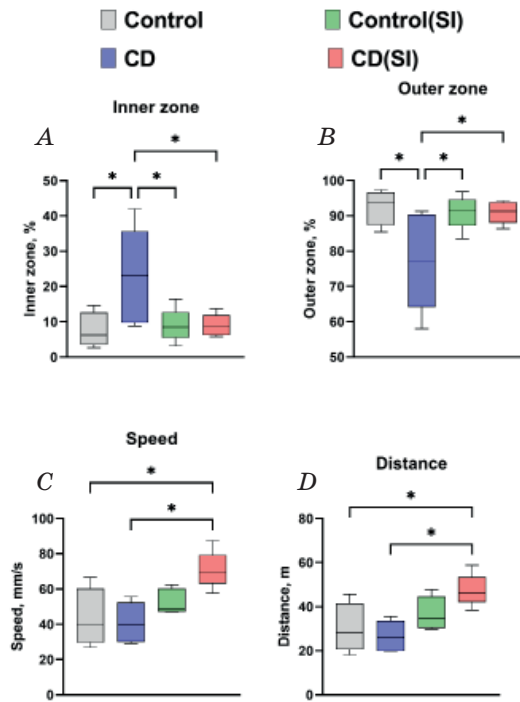 Control
Control(SI)
CD
CD(SI)
Inner zone
A
*
*
*
Inner zone, %
50
40
30
20
10
0
Outer zone
B
*
*
*
Outer zone, %
100
90
80
70
60
50
Speed
C
*
*
Speed, mm/s
100
80
60
40
20
0
Distance
D
*
*
Distance, m
80
60
40
20
0